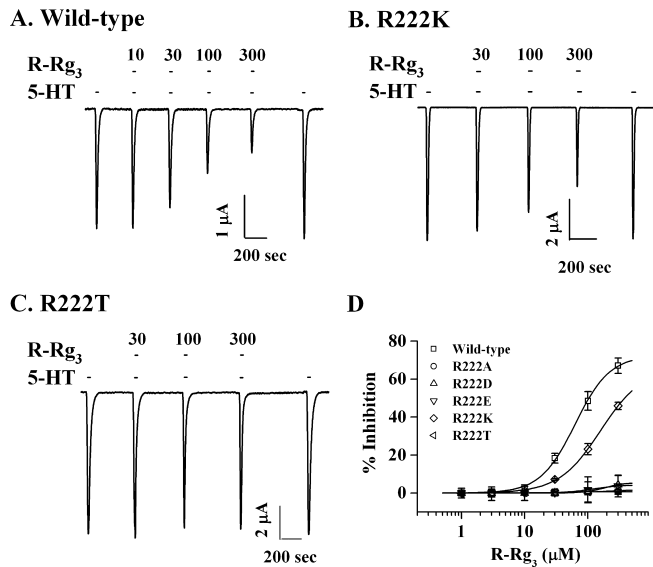 A. Wild-type
R-Rg3 10 30 100 300
- - - -
5-HT - - - - - -
1 μA
200 sec
B. R222K
R-Rg3 30 100 300
- - -
5-HT - - - - -
2 μA
200 sec
C. R222T
R-Rg3 30 100 300
- - -
5-HT - - - - -
2 μA
200 sec
D
% Inhibition
80
60
40
20
0
Wild-type
R222A
R222D
R222E
R222K
R222T
1 10 100
R-Rg3 (μM)